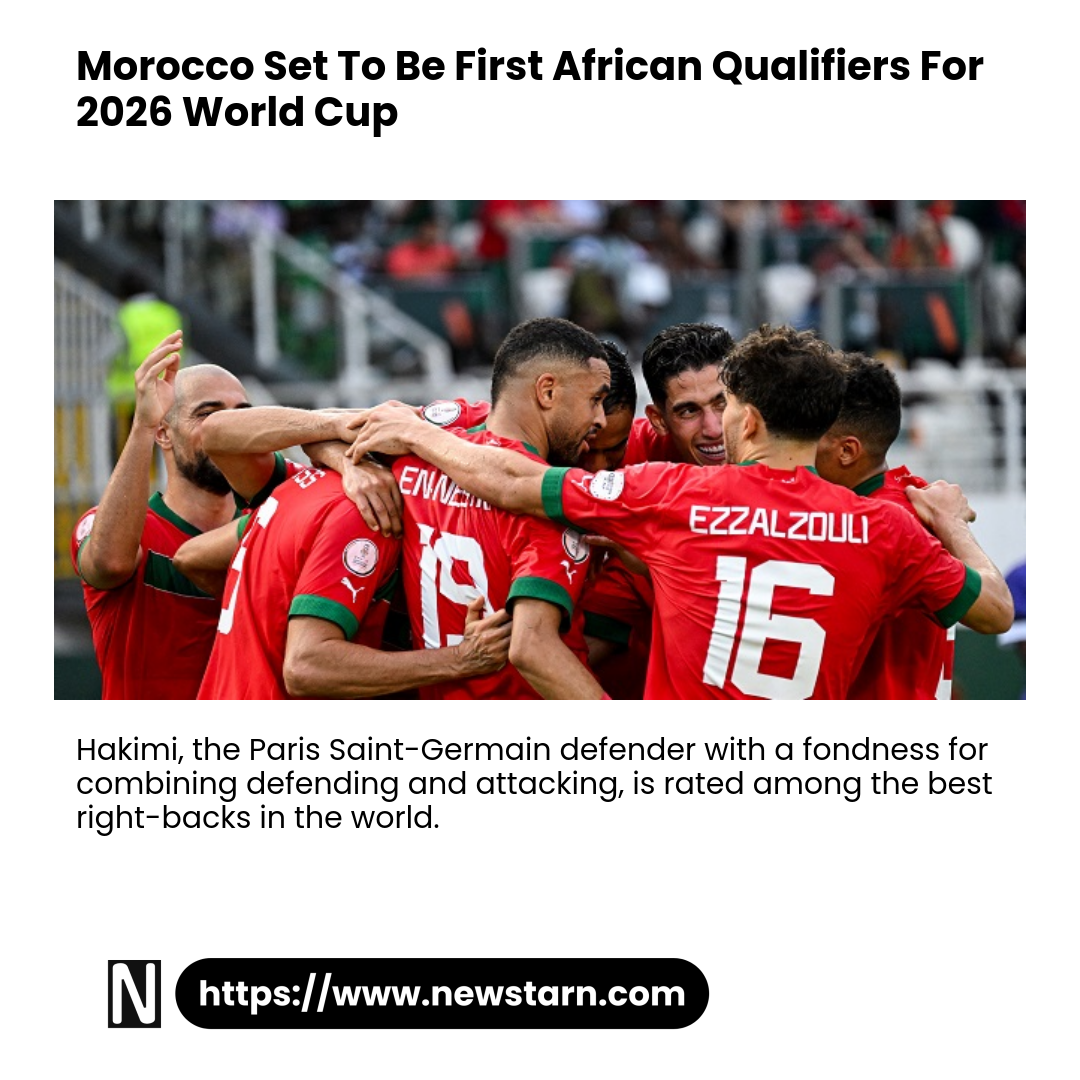 Morocco Set To Be First African Qualifiers For
2026 World Cup
EZZALZOULI
19
16
Hakimi, the Paris Saint-Germain defender with a fondness for
combining defending and attacking, is rated among the best
right-backs in the world.
N
https://www.newstarn.com